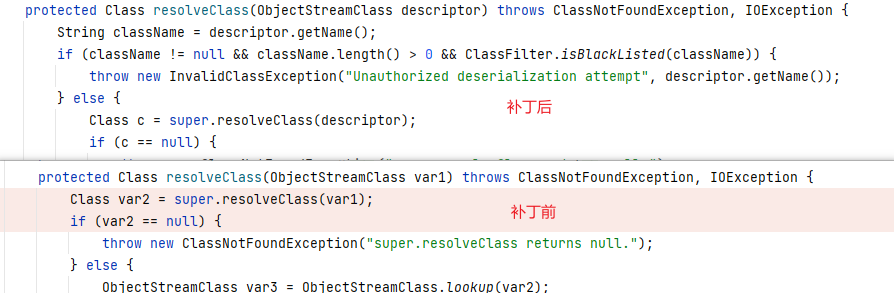 protected Class resolveClass(ObjectStreamClass descriptor) throws ClassNotFoundException, IOException {
String className = descriptor.getName();
if (className != null && className.length() > 0 && ClassFilter.isBlackListed(className)) {
throw new InvalidClassException("Unauthorized deserialization attempt", descriptor.getName());
} else {
补丁后
Class c = super.resolveClass(descriptor);
if (c == null) {
protected Class resolveClass(ObjectStreamClass var1) throws ClassNotFoundException, IOException {
Class var2 = super.resolveClass(var1);
补丁前
if (var2 == null) {
throw new ClassNotFoundException("super.resolveClass returns null.");
} else {
ObjectStreamClass var3 = ObjectStreamClass.lookup(var2);